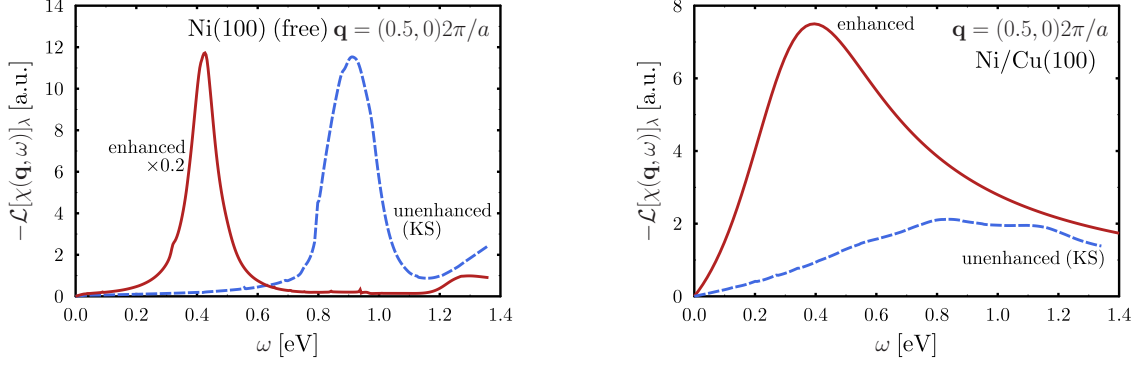 Ni(100) (free) q = (0.5, 0)2π/a
enhanced
×0.2
unenhanced
(KS)
−ℒ[χ(q, ω)]λ [a.u.]
14
12
10
8
6
4
2
0
0.0 0.2 0.4 0.6 0.8 1.0 1.2 1.4
ω [eV]
enhanced
q = (0.5, 0)2π/a
Ni/Cu(100)
unenhanced (KS)
−ℒ[χ(q, ω)]λ [a.u.]
8
6
4
2
0
0.0 0.2 0.4 0.6 0.8 1.0 1.2 1.4
ω [eV]